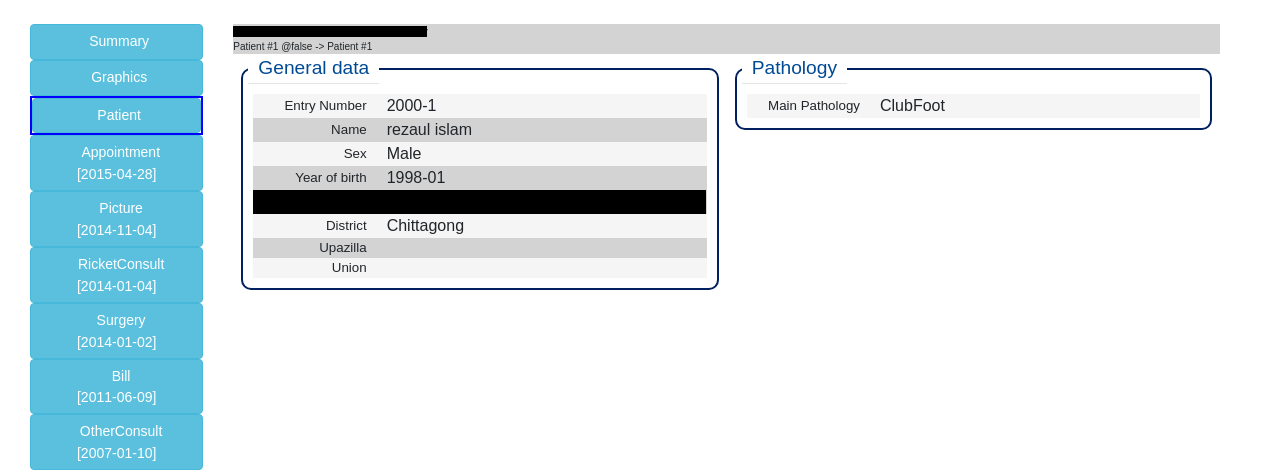 Summary
Graphics
Patient
Appointment
[2015-04-28]
Picture
[2014-11-04]
RicketConsult
[2014-01-04]
Surgery
[2014-01-02]
Bill
[2011-06-09]
OtherConsult
[2007-01-10]
Patient #1 @false -> Patient #1
General data
Entry Number 2000-1
Name rezaul islam
Sex Male
Year of birth 1998-01
District Chittagong
Upazilla
Union
Pathology
Main Pathology ClubFoot